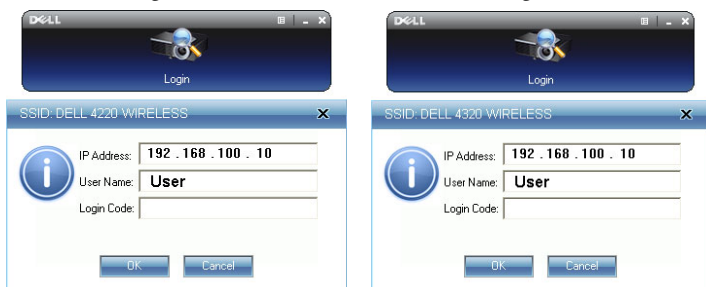 DELL
Login
SSID: DELL 4220 WIRELESS
IP Address: 192 . 168 . 100 . 10
User Name: User
Login Code:
OK Cancel
DELL
Login
SSID: DELL 4320 WIRELESS
IP Address: 192 . 168 . 100 . 10
User Name: User
Login Code:
OK Cancel